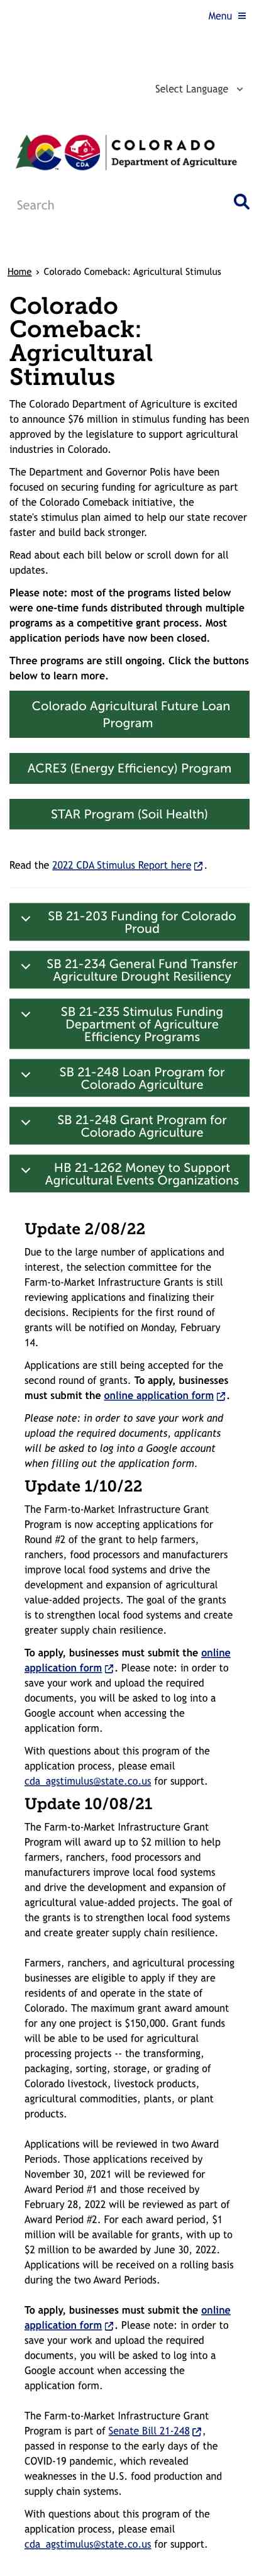 Menu
Select Language
COLORADO
Department of Agriculture
CDA
Search
Home › Colorado Comeback: Agricultural Stimulus
Colorado
Comeback:
Agricultural
Stimulus
The Colorado Department of Agriculture is excited
to announce $76 million in stimulus funding has been
approved by the legislature to support agricultural
industries in Colorado.
The Department and Governor Polis have been
focused on securing funding for agriculture as part
of the Colorado Comeback initiative, the
state's stimulus plan aimed to help our state recover
faster and build back stronger.
Read about each bill below or scroll down for all
updates.
Please note: most of the programs listed below
were one-time funds distributed through multiple
programs as a competitive grant process. Most
application periods have now been closed.
Three programs are still ongoing. Click the buttons
below to learn more.
Colorado Agricultural Future Loan
Program
ACRE3 (Energy Efficiency) Program
STAR Program (Soil Health)
Read the 2022 CDA Stimulus Report here.
SB 21-203 Funding for Colorado
Proud
SB 21-234 General Fund Transfer
Agriculture Drought Resiliency
SB 21-235 Stimulus Funding
Department of Agriculture
Efficiency Programs
SB 21-248 Loan Program for
Colorado Agriculture
SB 21-248 Grant Program for
Colorado Agriculture
HB 21-1262 Money to Support
Agricultural Events Organizations
Update 2/08/22
Due to the large number of applications and
interest, the selection committee for the
Farm-to-Market Infrastructure Grants is still
reviewing applications and finalizing their
decisions. Recipients for the first round of
grants will be notified on Monday, February
14.
Applications are still being accepted for the
second round of grants. To apply, businesses
must submit the online application form.
Please note: in order to save your work and
upload the required documents, applicants
will be asked to log into a Google account
when filling out the application form.
Update 1/10/22
The Farm-to-Market Infrastructure Grant
Program is now accepting applications for
Round #2 of the grant to help farmers,
ranchers, food processors and manufacturers
improve local food systems and drive the
development and expansion of agricultural
value-added projects. The goal of the grants
is to strengthen local food systems and create
greater supply chain resilience.
To apply, businesses must submit the online
application form. Please note: in order to
save your work and upload the required
documents, you will be asked to log into a
Google account when accessing the
application form.
With questions about this program of the
application process, please email
cda_agstimulus@state.co.us for support.
Update 10/08/21
The Farm-to-Market Infrastructure Grant
Program will award up to $2 million to help
farmers, ranchers, food processors and
manufacturers improve local food systems
and drive the development and expansion of
agricultural value-added projects. The goal of
the grants is to strengthen local food systems
and create greater supply chain resilience.
Farmers, ranchers, and agricultural processing
businesses are eligible to apply if they are
residents of and operate in the state of
Colorado. The maximum grant award amount
for any one project is $150,000. Grant funds
will be able to be used for agricultural
processing projects -- the transforming,
packaging, sorting, storage, or grading of
Colorado livestock, livestock products,
agricultural commodities, plants, or plant
products.
Applications will be reviewed in two Award
Periods. Those applications received by
November 30, 2021 will be reviewed for
Award Period #1 and those received by
February 28, 2022 will be reviewed as part of
Award Period #2. For each award period, $1
million will be available for grants, with up to
$2 million to be awarded by June 30, 2022.
Applications will be received on a rolling basis
during the two Award Periods.
To apply, businesses must submit the online
application form. Please note: in order to
save your work and upload the required
documents, you will be asked to log into a
Google account when accessing the
application form.
The Farm-to-Market Infrastructure Grant
Program is part of Senate Bill 21-248,
passed in response to the early days of the
COVID-19 pandemic, which revealed
weaknesses in the U.S. food production and
supply chain systems.
With questions about this program of the
application process, please email
cda_agstimulus@state.co.us for support.